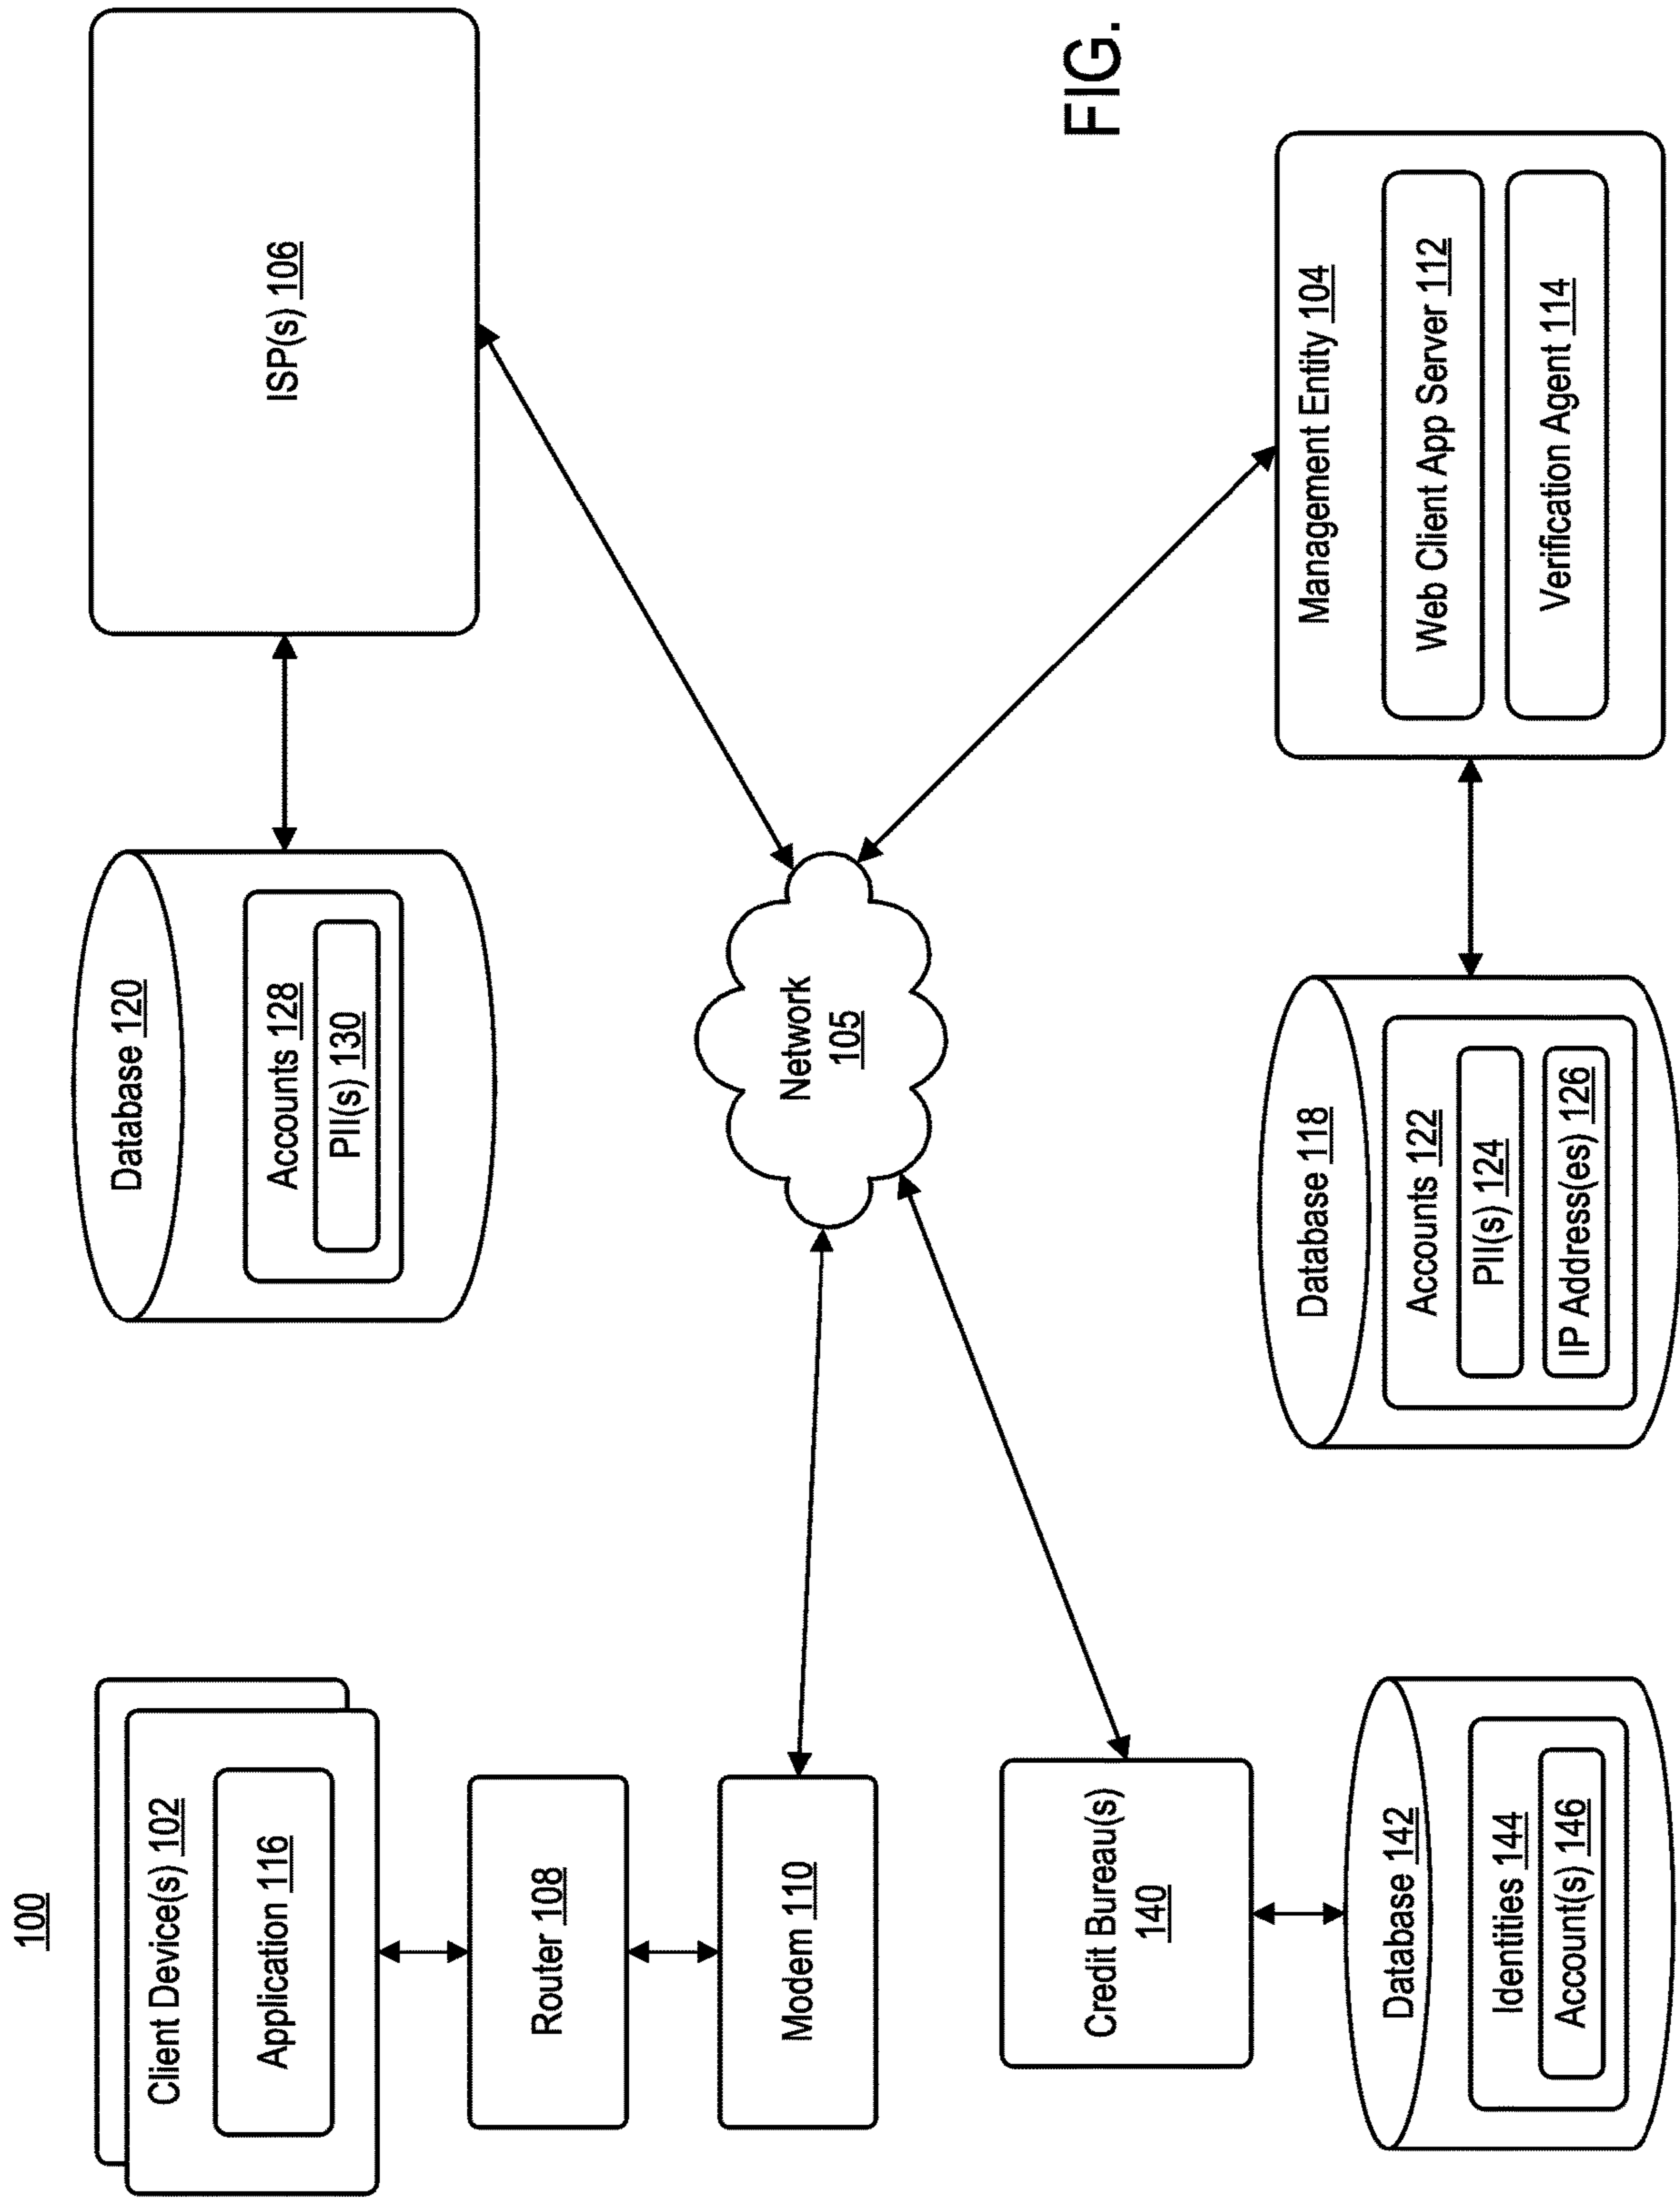 100
Client Device(s) 102
Application 116
Router 108
Modem 110
Credit Bureau(s)
140
Database 142
Identities 144
Account(s) 146
Network
105
Database 120
Accounts 128
PII(s) 130
ISP(s) 106
Database 118
Accounts 122
PII(s) 124
IP Address(es) 126
Management Entity 104
Web Client App Server 112
Verification Agent 114
FIG.